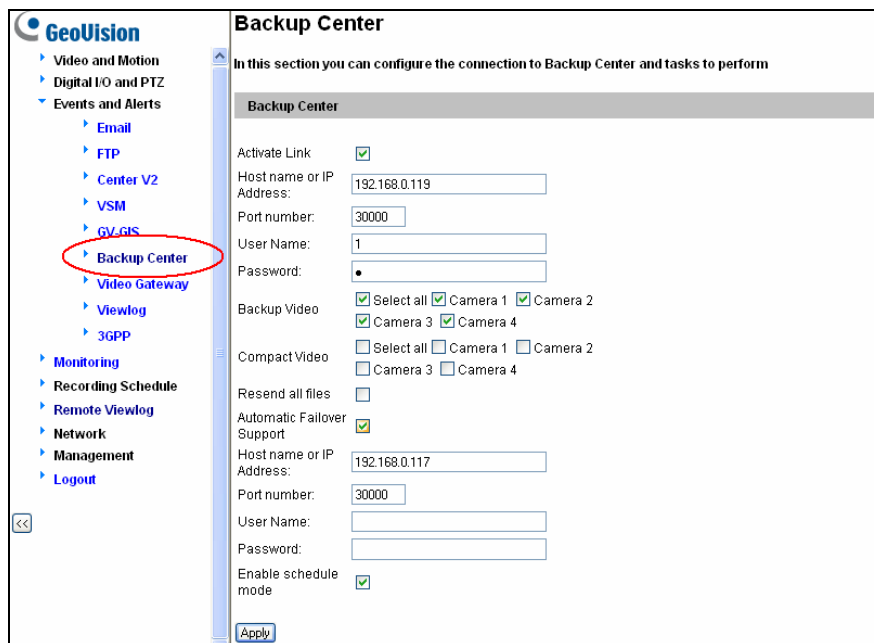 GeoVision
Video and Motion
Digital I/O and PTZ
Events and Alerts
Email
FTP
Center V2
VSM
GV-GIS
Backup Center
Video Gateway
Viewlog
3GPP
Monitoring
Recording Schedule
Remote Viewlog
Network
Management
Logout
<<
Backup Center
In this section you can configure the connection to Backup Center and tasks to perform
Backup Center
Activate Link
Host name or IP
Address:
192.168.0.119
Port number:
30000
User Name:
1
Password:
●
Backup Video
Select all Camera 1 Camera 2
Camera 3 Camera 4
Compact Video
Select all Camera 1 Camera 2
Camera 3 Camera 4
Resend all files
Automatic Failover
Support
Host name or IP
Address:
192.168.0.117
Port number:
30000
User Name:
Password:
Enable schedule
mode
Apply